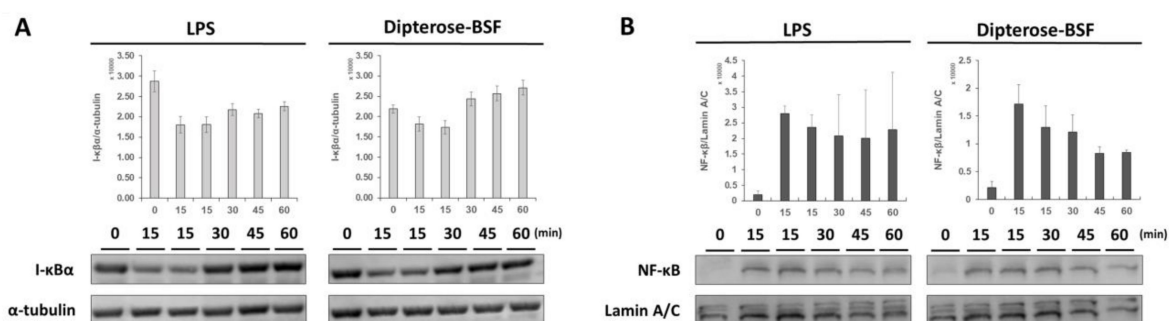 A
LPS
Dipterose-BSF
I-κβα/α-tubulin
x 10000
3.50
3.00
2.50
2.00
1.50
1.00
0.50
0.00
0 15 15 30 45 60
I-κβα/α-tubulin
x 10000
3.50
3.00
2.50
2.00
1.50
1.00
0.50
0.00
0 15 15 30 45 60
0 15 15 30 45 60 0 15 15 30 45 60 (min)
I-κBα
α-tubulin
B
LPS
Dipterose-BSF
NF-κβ/Lamin A/C
x 10000
4.5
4
3.5
3
2.5
2
1.5
1
0.5
0
0 15 15 30 45 60
NF-κβ/Lamin A/C
x 10000
2.5
2
1.5
1
0.5
0
0 15 15 30 45 60
0 15 15 30 45 60 0 15 15 30 45 60 (min)
NF-κB
Lamin A/C